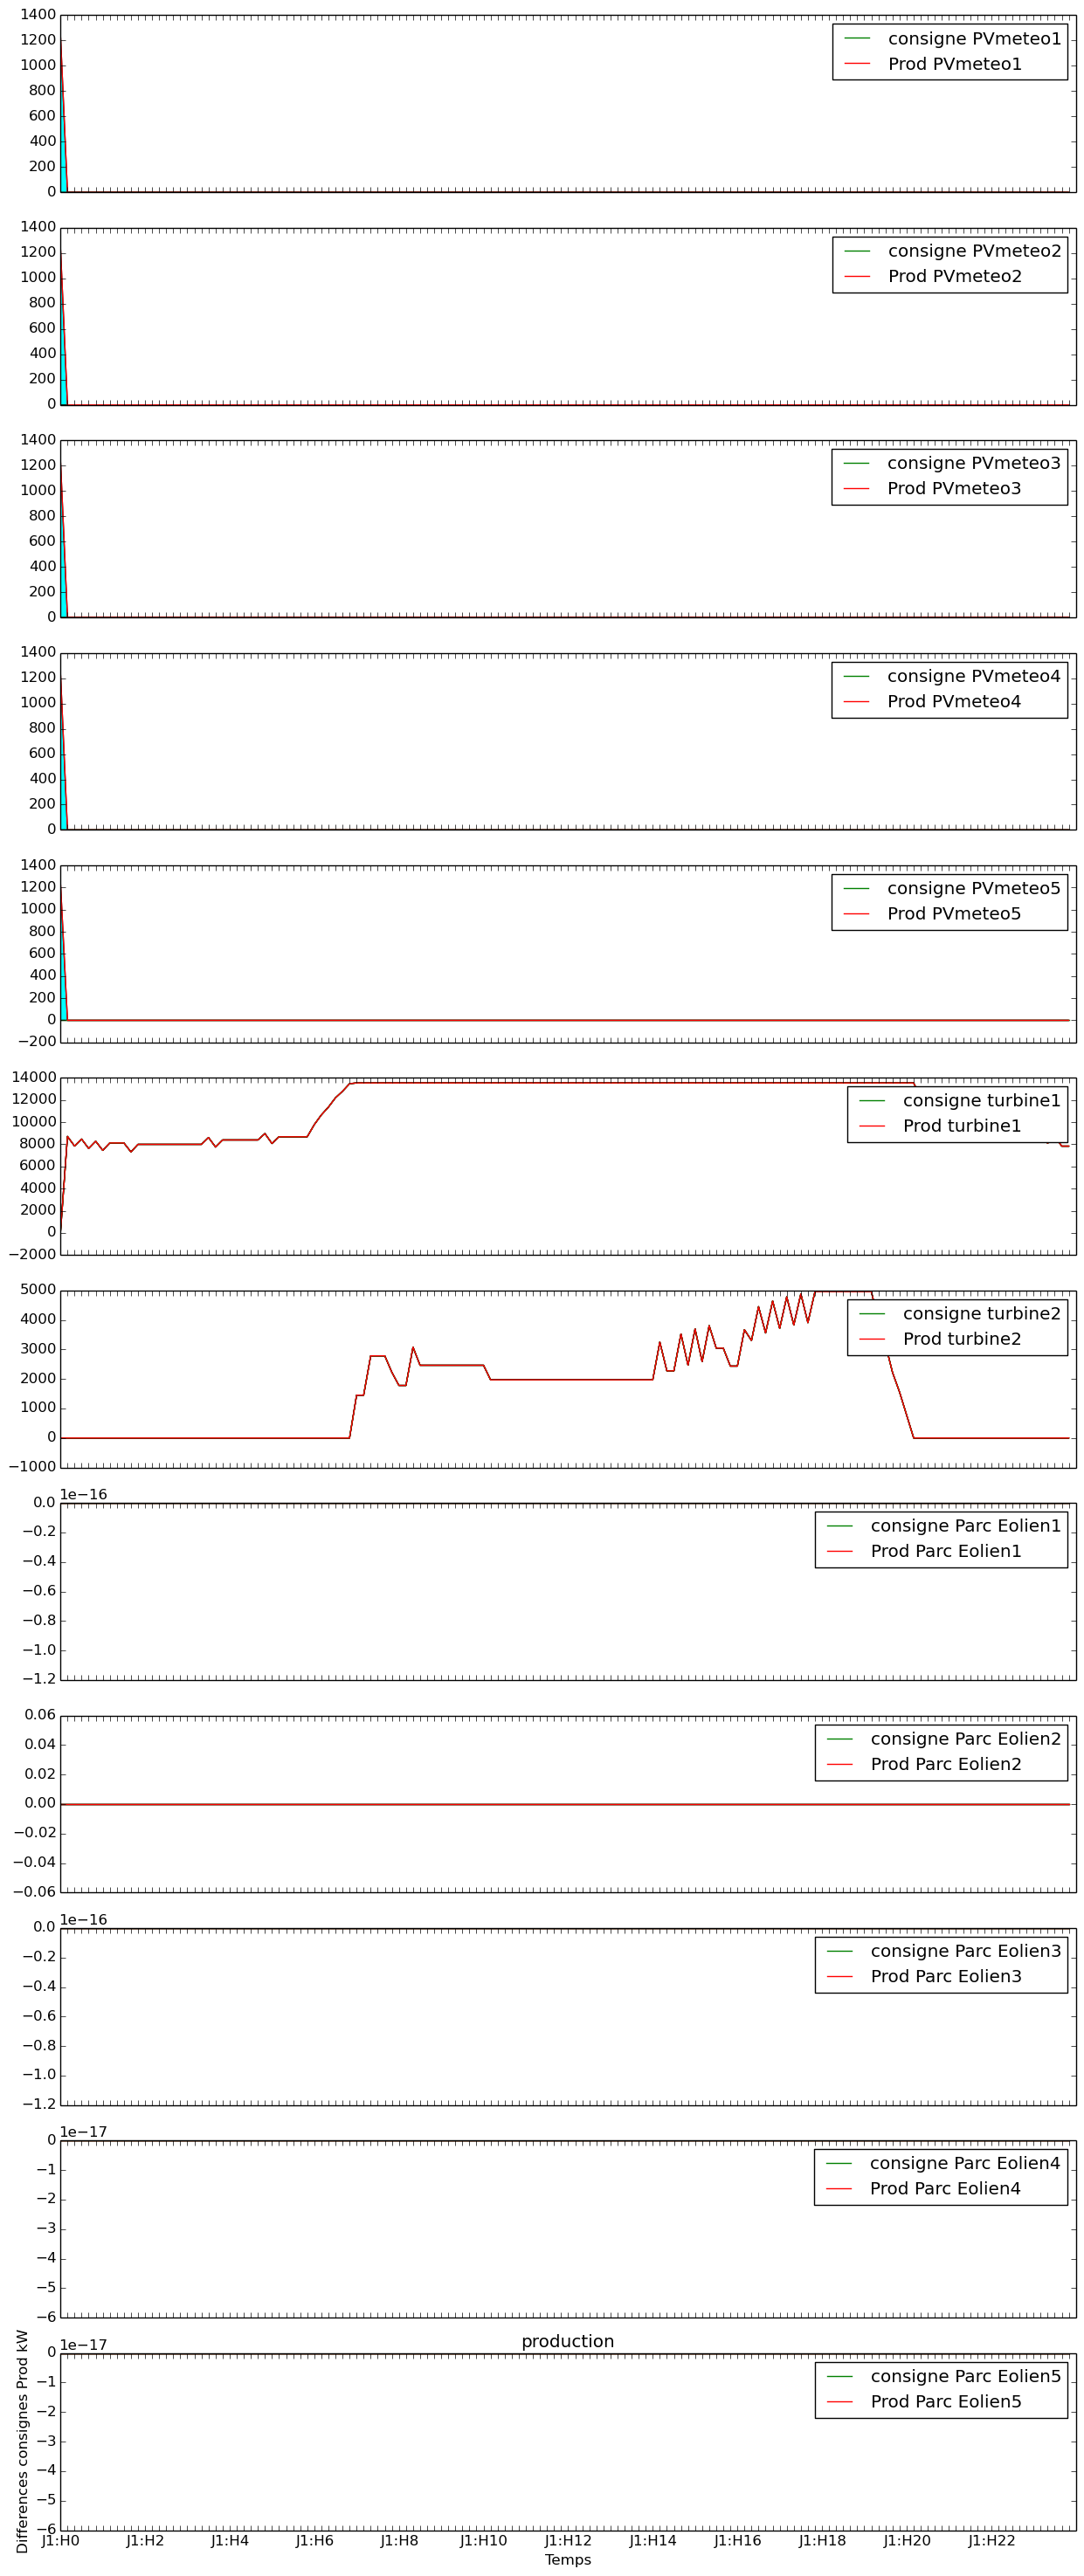 1400
1200
1000
800
600
400
200
0
consigne PVmeteo1
Prod PVmeteo1
1400
1200
1000
800
600
400
200
0
consigne PVmeteo2
Prod PVmeteo2
1400
1200
1000
800
600
400
200
0
consigne PVmeteo3
Prod PVmeteo3
1400
1200
1000
800
600
400
200
0
consigne PVmeteo4
Prod PVmeteo4
1400
1200
1000
800
600
400
200
0
−200
consigne PVmeteo5
Prod PVmeteo5
14000
12000
10000
8000
6000
4000
2000
0
−2000
consigne turbine1
Prod turbine1
5000
4000
3000
2000
1000
0
−1000
consigne turbine2
Prod turbine2
1e−16
0.0
−0.2
−0.4
−0.6
−0.8
−1.0
−1.2
consigne Parc Eolien1
Prod Parc Eolien1
0.06
0.04
0.02
0.00
−0.02
−0.04
−0.06
consigne Parc Eolien2
Prod Parc Eolien2
1e−16
0.0
−0.2
−0.4
−0.6
−0.8
−1.0
−1.2
consigne Parc Eolien3
Prod Parc Eolien3
1e−17
0
−1
−2
−3
−4
−5
−6
consigne Parc Eolien4
Prod Parc Eolien4
production
1e−17
0
−1
−2
−3
−4
−5
−6
consigne Parc Eolien5
Prod Parc Eolien5
Differences consignes Prod kW
J1:H0 J1:H2 J1:H4 J1:H6 J1:H8 J1:H10 J1:H12 J1:H14 J1:H16 J1:H18 J1:H20 J1:H22
Temps